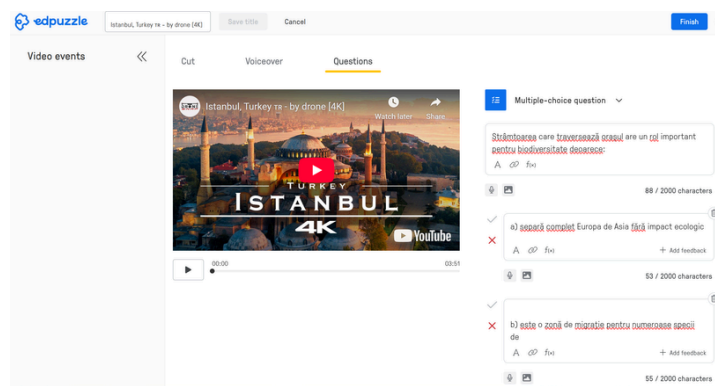 edpuzzle
Istanbul, Turkey TR - by drone [4K]
Save title
Cancel
Finish
Video events
Cut
Voiceover
Questions
Istanbul, Turkey TR - by drone [4K]
Watch later
Share
TURKEY
ISTANBUL
4K
YouTube
00:00
03:51
Multiple-choice question
Strâmtoarea care traversează orașul are un rol important
pentru biodiversitate deoarece:
A
f(x)
88 / 2000 characters
a) separă complet Europa de Asia fără impact ecologic
A
f(x)
+ Add feedback
53 / 2000 characters
b) este o zonă de migrație pentru numeroase specii
de
A
f(x)
+ Add feedback
55 / 2000 characters